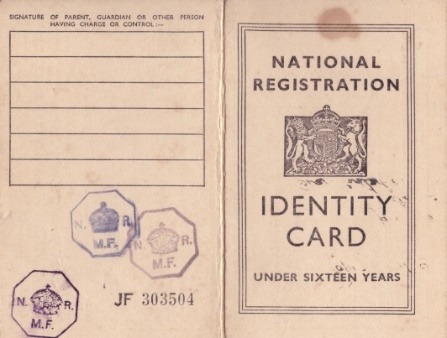 SIGNATURE OF PARENT, GUARDIAN OR OTHER PERSON
HAVING CHARGE OR CONTROL :—
N. R.
M.F.
N. R.
M.F.
N. R.
M.F.
JF 303504
NATIONAL
REGISTRATION
IDENTITY
CARD
UNDER SIXTEEN YEARS